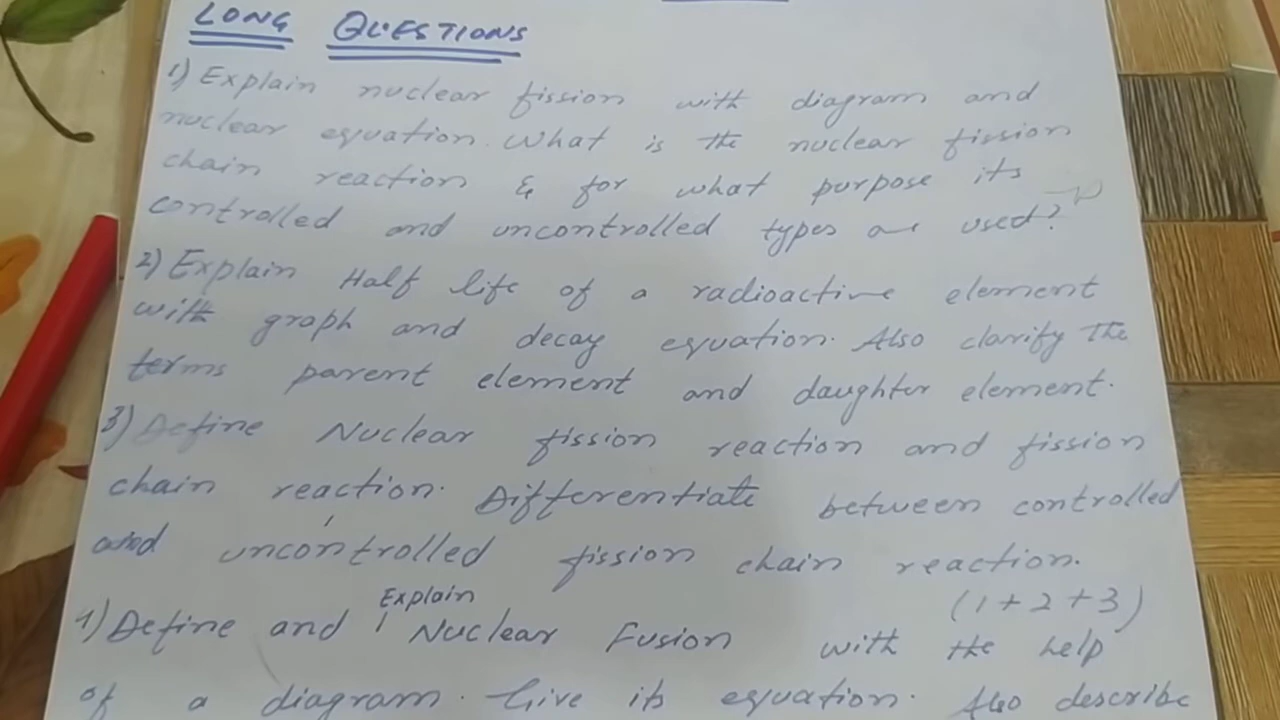 LONG QUESTIONS
1) Explain nuclear fission with diagram and
nuclear equation. What is the nuclear fission
chain reaction & for what purpose its
controlled and uncontrolled types are used?
2) Explain Half life of a radioactive element
with graph and decay equation. Also clarify the
terms parent element and daughter element.
3) Define Nuclear fission reaction and fission
chain reaction. Differentiate between controlled
and uncontrolled fission chain reaction.
(1+2+3)
4) Define and Explain Nuclear Fusion with the help
of a diagram. Give its equation. Also describe